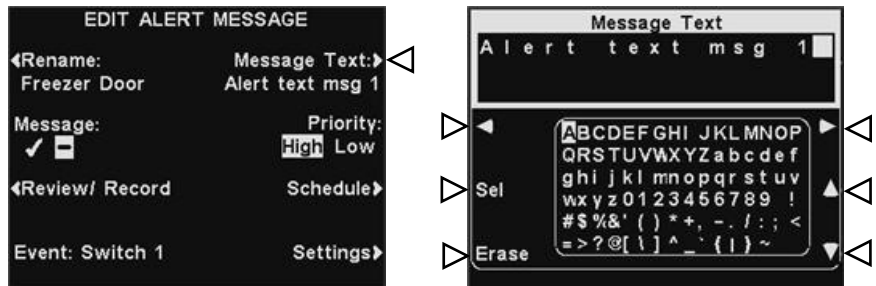 EDIT ALERT MESSAGE
Rename: Message Text:
Freezer Door Alert text msg 1
Message: Priority:
High Low
Review/ Record Schedule
Event: Switch 1 Settings
Message Text
Alert text msg 1
ABCDEFGHIJKLMNOP
QRSTUVWXYZabcdef
ghijklmnopqrstuv
Sel
wxyz0123456789 !
#$%&'()*+,-./:;<
=>?@[\]^_`{|}~
Erase